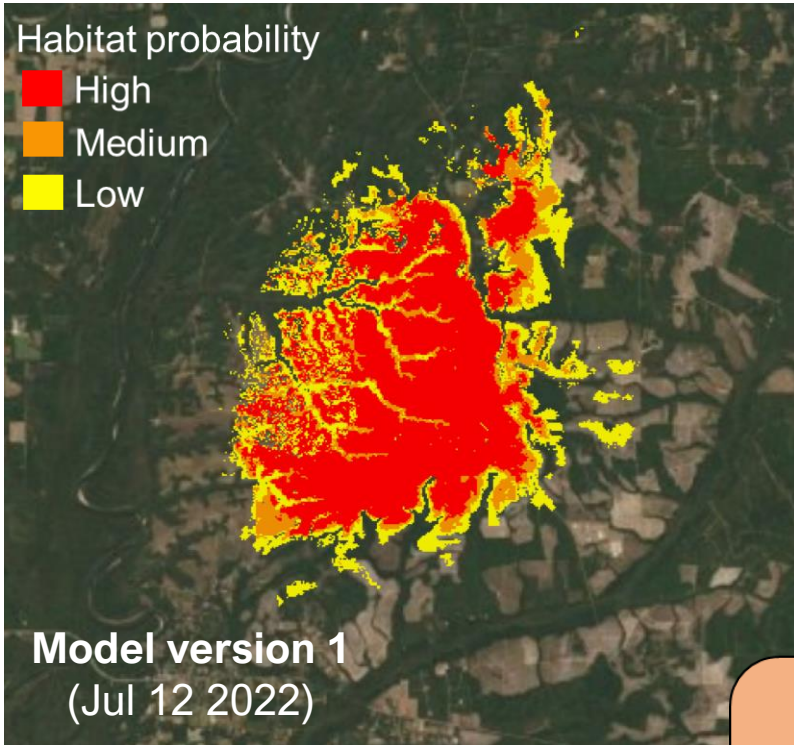 Habitat probability
High
Medium
Low
Model version 1
(Jul 12 2022)